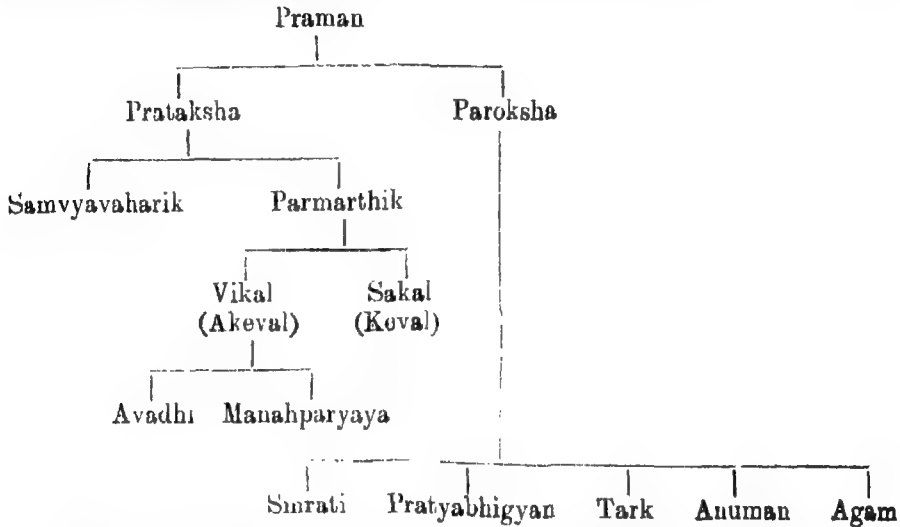 Praman
Prataksha Paroksha
Samvyavaharik Parmarthik
Vikal Sakal
(Akeval) (Keval)
Avadhi Manahparyaya
Smrati Pratyabhigyan Tark Anuman Agam